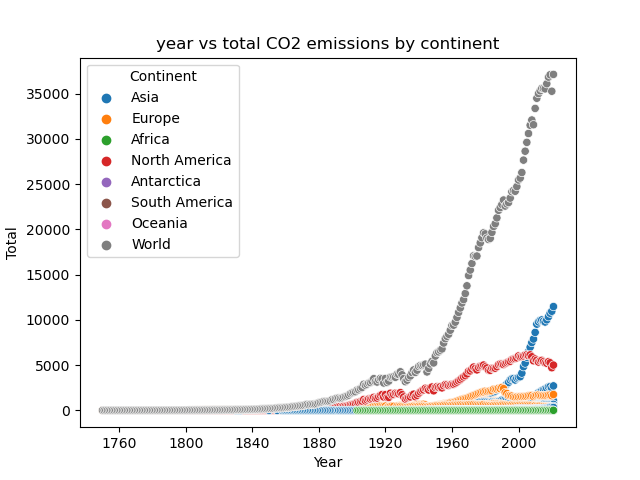 year vs total CO2 emissions by continent
Continent
Asia
Europe
Africa
North America
Antarctica
South America
Oceania
World
Total
35000
30000
25000
20000
15000
10000
5000
0
1760 1800 1840 1880 1920 1960 2000
Year